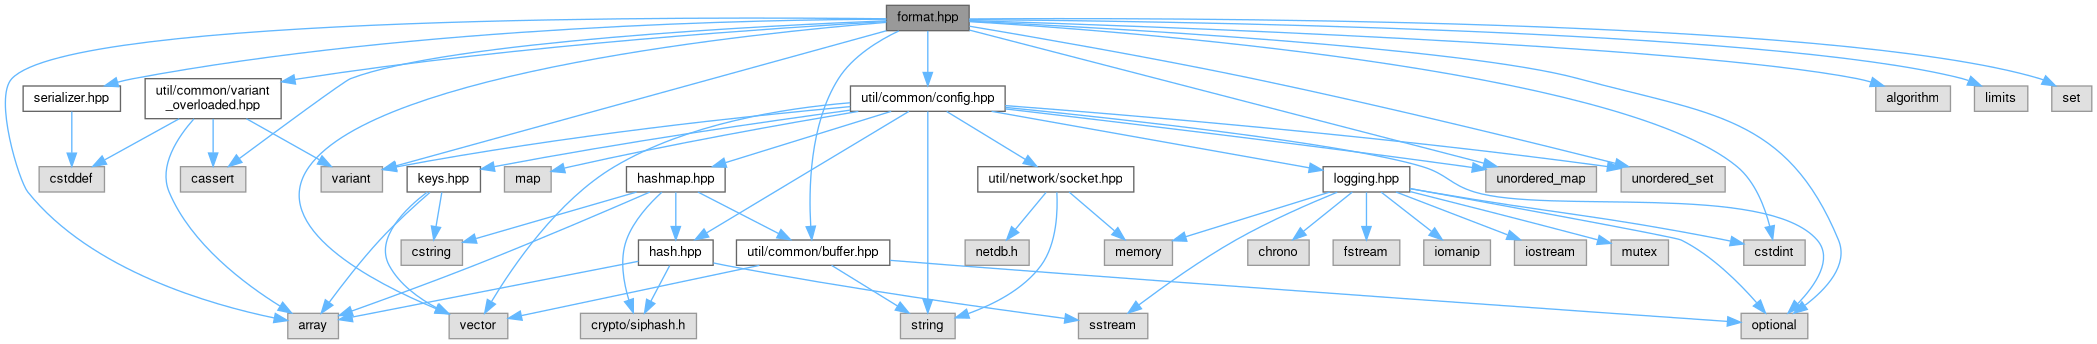 format.hpp
serializer.hpp
util/common/variant
_overloaded.hpp
util/common/config.hpp
algorithm
limits
set
cstddef
cassert
variant
keys.hpp
map
hashmap.hpp
util/network/socket.hpp
logging.hpp
unordered_map
unordered_set
cstring
hash.hpp
util/common/buffer.hpp
netdb.h
memory
chrono
fstream
iomanip
iostream
mutex
cstdint
array
vector
crypto/siphash.h
string
sstream
optional